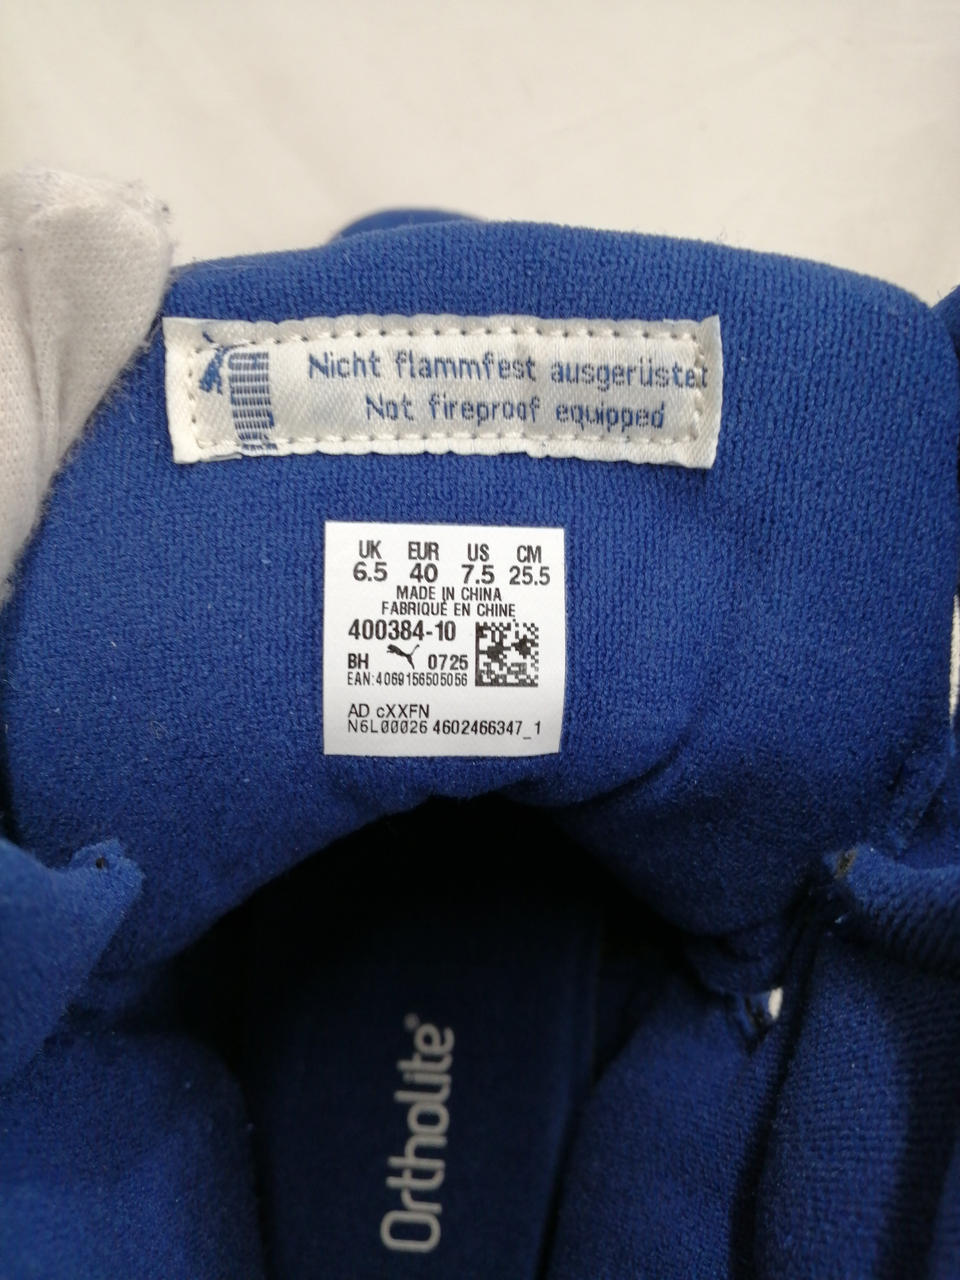 Nicht flammfest ausgerüstet
Not fireproof equipped
UK EUR US CM
6.5 40 7.5 25.5
MADE IN CHINA
FABRIQUÉ EN CHINE
400384-10
BH 0725
EAN:4069156505056
AD cXXFN
N6L00026 4602466347_1
Ortholite®